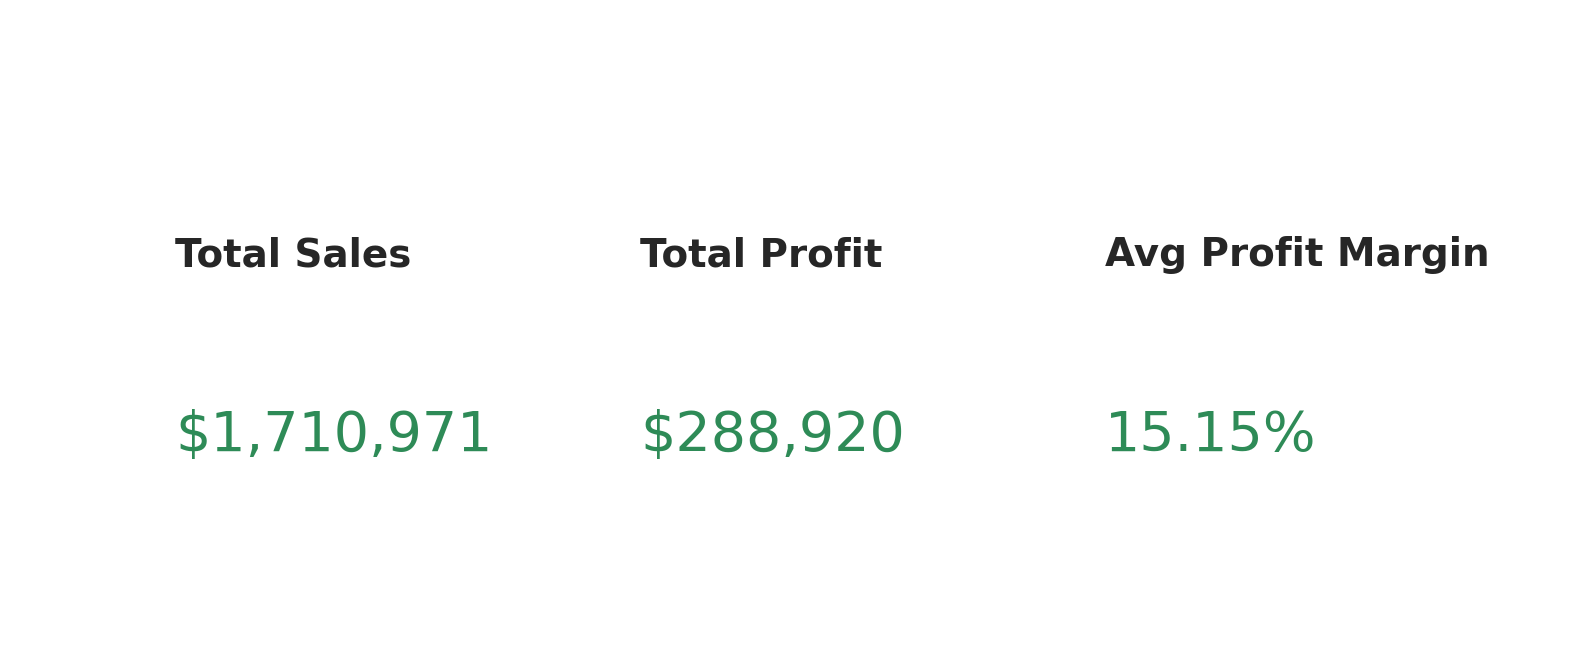 Total Sales
Total Profit
Avg Profit Margin
$1,710,971
$288,920
15.15%